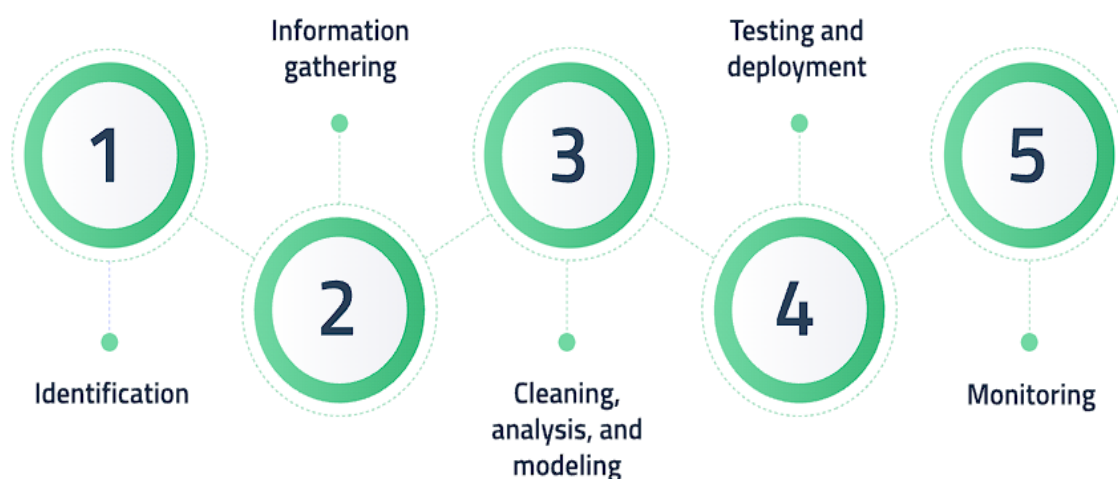 1
Identification
Information
gathering
2
3
Cleaning,
analysis, and
modeling
Testing and
deployment
4
5
Monitoring